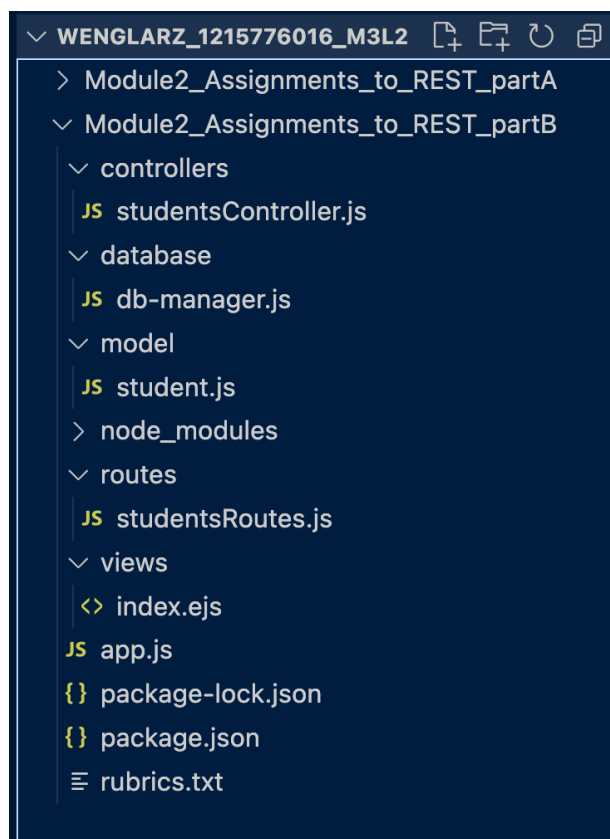 WENGLARZ_1215776016_M3L2
Module2_Assignments_to_REST_partA
Module2_Assignments_to_REST_partB
controllers
JS studentsController.js
database
JS db-manager.js
model
JS student.js
node_modules
routes
JS studentsRoutes.js
views
<> index.ejs
JS app.js
{} package-lock.json
{} package.json
rubrics.txt